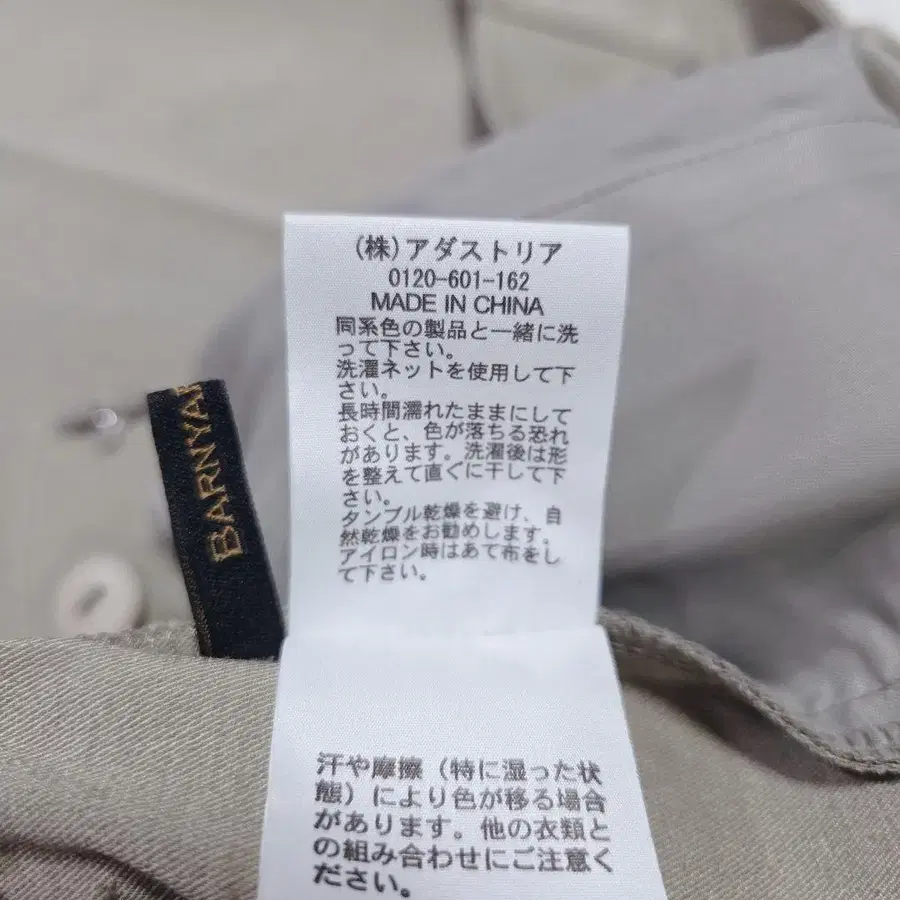 (株)アダストリア
0120-601-162
MADE IN CHINA
同系色の製品と一緒に洗
って下さい。
洗濯ネットを使用して下
さい。
長時間濡れたままにして
おくと、色が落ちる恐れ
があります。洗濯後は形
を整えて直ぐに干して下
さい。
タンブル乾燥を避け、自
然乾燥をお勧めします。
アイロン時はあて布をし
て下さい。
BARNYAR
汗や摩擦(特に湿った状
態)により色が移る場合
があります。他の衣類と
の組み合わせにご注意く
ださい。